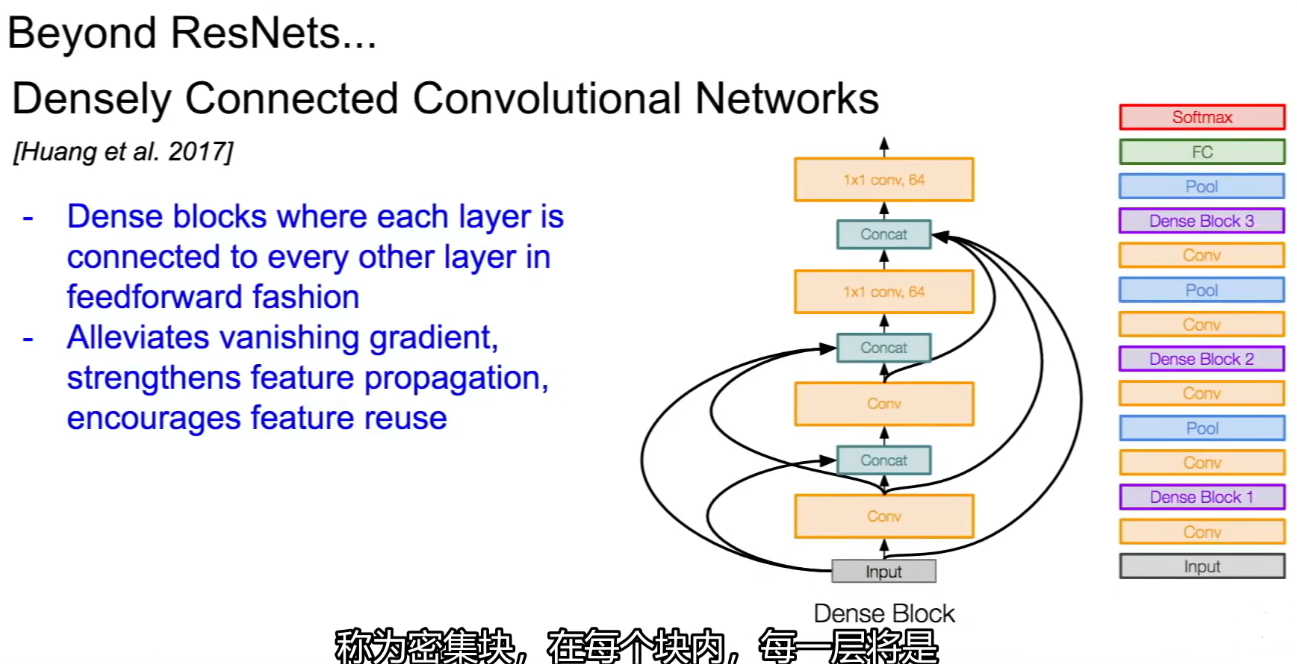 Beyond ResNets...
Densely Connected Convolutional Networks
[Huang et al. 2017]
- Dense blocks where each layer is
connected to every other layer in
feedforward fashion
- Alleviates vanishing gradient,
strengthens feature propagation,
encourages feature reuse
1x1 conv, 64
Concat
1x1 conv, 64
Concat
Conv
Concat
Conv
Input
Dense Block
Softmax
FC
Pool
Dense Block 3
Conv
Pool
Conv
Dense Block 2
Conv
Pool
Conv
Dense Block 1
Conv
Input
称为密集块，在每个块内，每一层将是